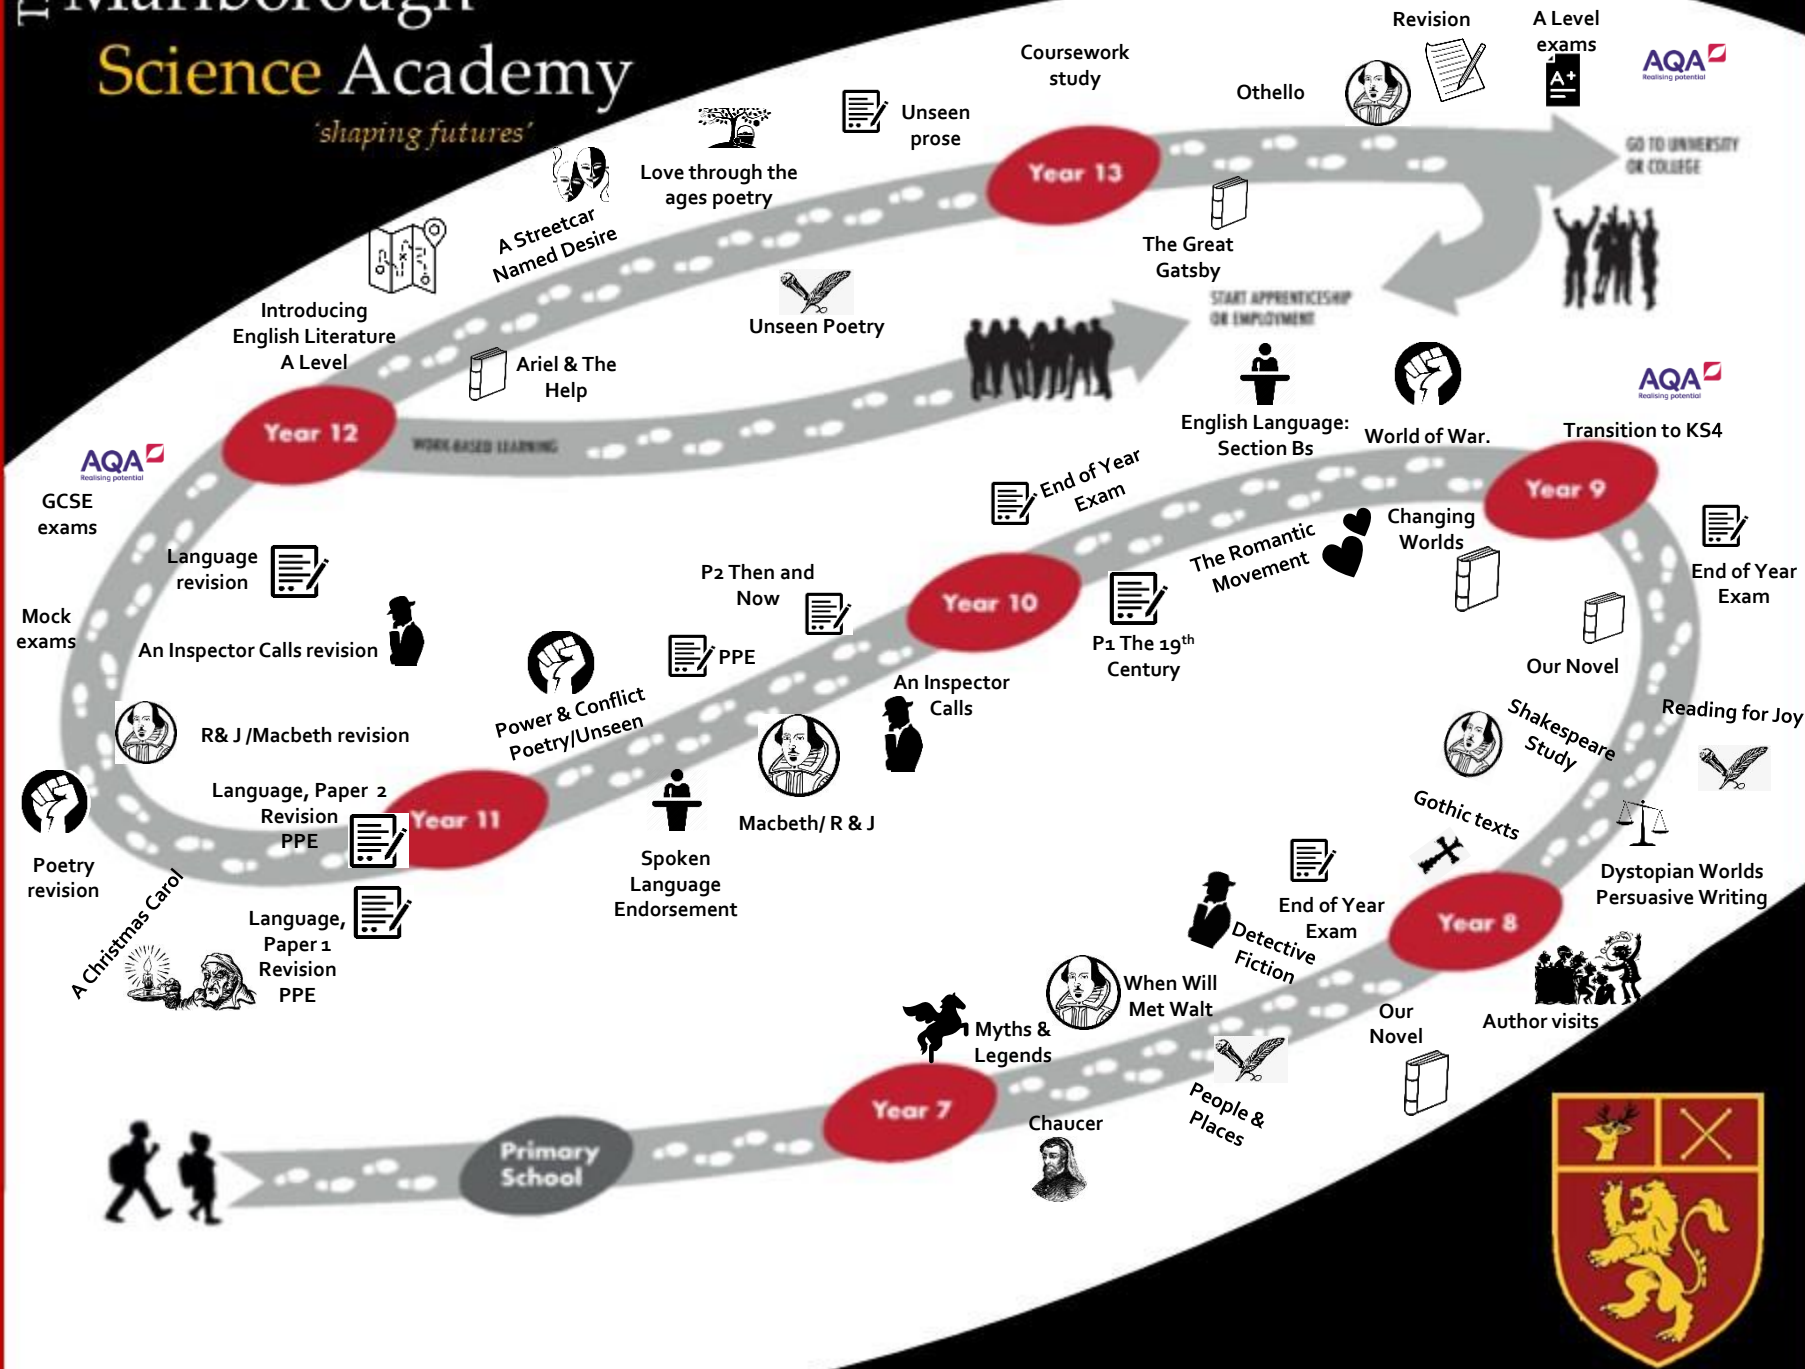 Marlborough
Science Academy
'shaping futures'
Revision
A Level
exams
A+
AQA
Realising potential
Coursework
study
Othello
Unseen
prose
Love through the
ages poetry
A Streetcar
Named Desire
Year 13
GO TO UNIVERSITY
OR COLLEGE
The Great
Gatsby
Introducing
English Literature
A Level
Unseen Poetry
START APPRENTICESHIP
OR EMPLOYMENT
Ariel & The
Help
Year 12
WORK-BASED LEARNING
AQA
Realising potential
GCSE
exams
English Language:
Section Bs
World of War.
AQA
Realising potential
Transition to KS4
Year 9
End of Year
Exam
Changing
Worlds
The Romantic
Movement
End of Year
Exam
Language
revision
Mock
exams
An Inspector Calls revision
P2 Then and
Now
Year 10
P1 The 19th
Century
Our Novel
PPE
An Inspector
Calls
Power & Conflict
Poetry/Unseen
R& J /Macbeth revision
Shakespeare
Study
Reading for Joy
Language, Paper 2
Revision
PPE
Year 11
Macbeth/ R & J
Gothic texts
Poetry
revision
Spoken
Language
Endorsement
Dystopian Worlds
Persuasive Writing
A Christmas Carol
Language,
Paper 1
Revision
PPE
End of Year
Exam
Year 8
Detective
Fiction
When Will
Met Walt
Our
Novel
Author visits
Myths &
Legends
Year 7
People &
Places
Chaucer
Primary
School